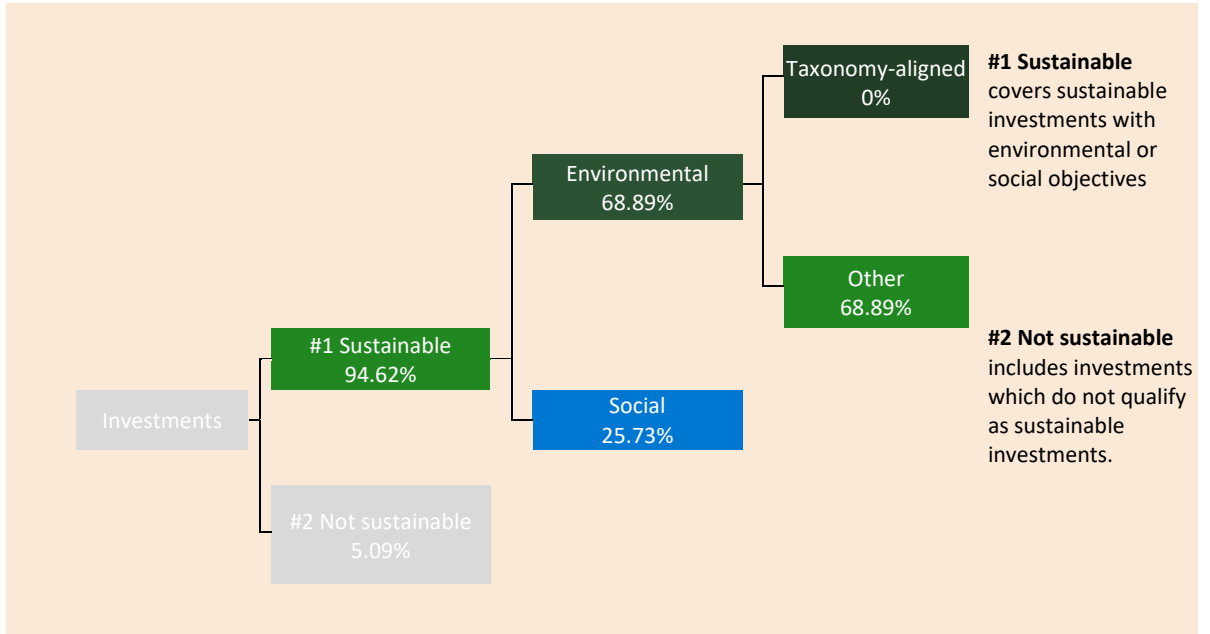 Taxonomy-aligned
0%
#1 Sustainable
covers sustainable
investments with
environmental or
social objectives
Environmental
68.89%
Other
68.89%
#1 Sustainable
94.62%
#2 Not sustainable
includes investments
which do not qualify
as sustainable
investments.
Investments
Social
25.73%
#2 Not sustainable
5.09%